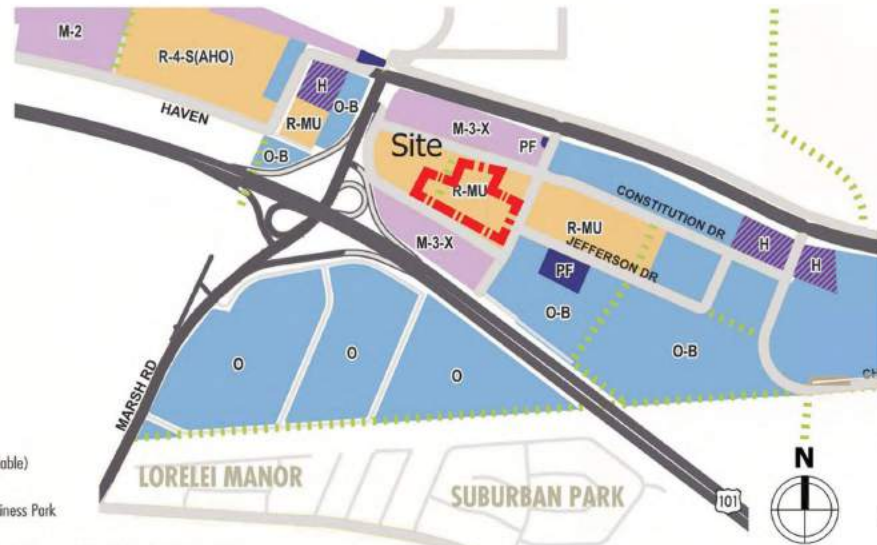 M-2
R-4-S(AHO)
H
O-B
HAVEN
R-MU
O-B
M-3-X
PF
Site
R-MU
CONSTITUTION DR
R-MU
M-3-X
JEFFERSON DR
H
H
PF
O-B
O-B
O
O
O
MARSH RD
CH
able)
LORELEI MANOR
SUBURBAN PARK
iness Park
101
N